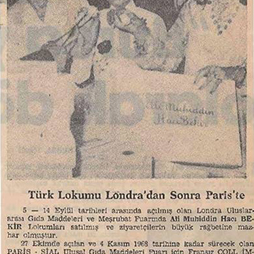 Ali Muhiddin
Hacı Bekir
Türk Lokumu Londra'dan Sonra Paris'te
5 — 14 Eylül tarihleri arasında açılmış olan Londra Uluslar-
arası Gıda Maddeleri ve Meşrubat Fuarında Ali Muhiddin Hacı BE-
KİR Lokumları satılmış ve ziyaretçilerin büyük rağbetine maz-
har olmuştur.
27 Ekimde açılan ve 4 Kasım 1968 tarihine kadar sürecek olan
PARİS - SİAL Ulusal Gıda Maddeleri Fuarı için Fransız COLL